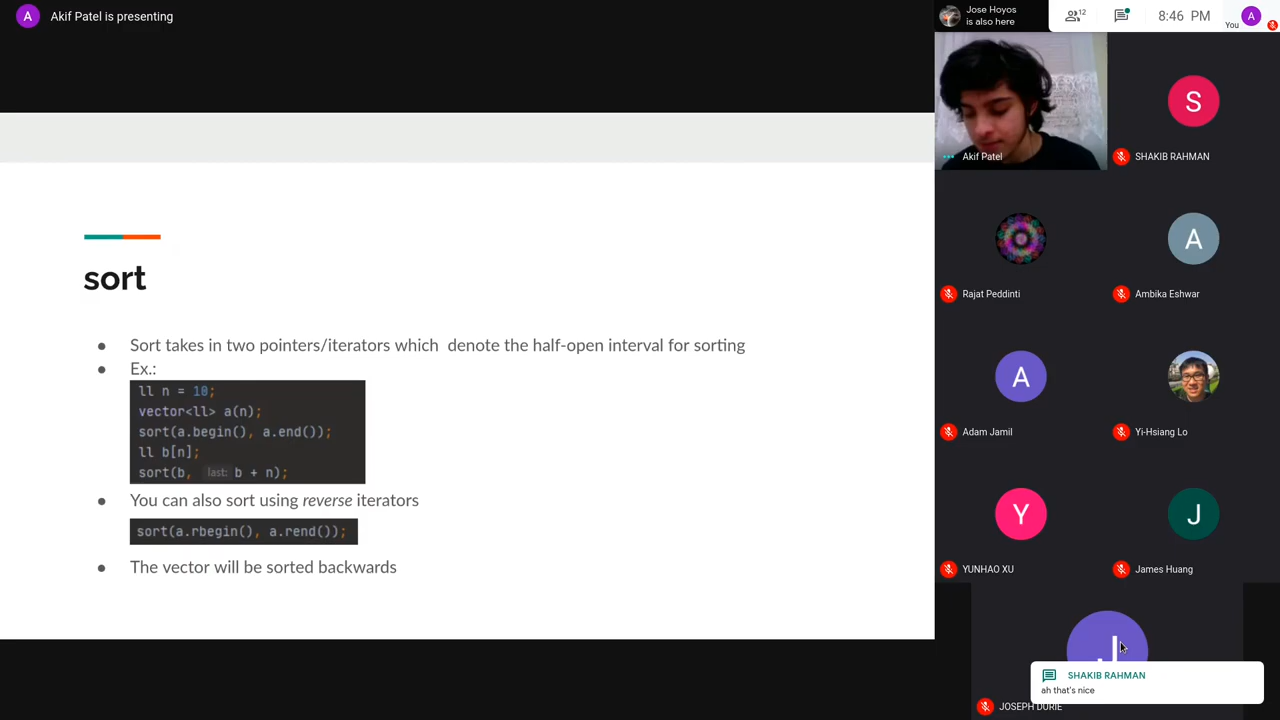 A
Akif Patel is presenting
Jose Hoyos
is also here
12
8:46 PM
You
A
sort
● Sort takes in two pointers/iterators which  denote the half-open interval for sorting
● Ex.:
ll n = 10;
vector<ll> a(n);
sort(a.begin(), a.end());
ll b[n];
sort(b, last: b + n);
● You can also sort using reverse iterators
sort(a.rbegin(), a.rend());
● The vector will be sorted backwards
Akif Patel
S
SHAKIB RAHMAN
Rajat Peddinti
A
Ambika Eshwar
A
Adam Jamil
Yi-Hsiang Lo
Y
YUNHAO XU
J
James Huang
J
JOSEPH DURIE
SHAKIB RAHMAN
ah that's nice